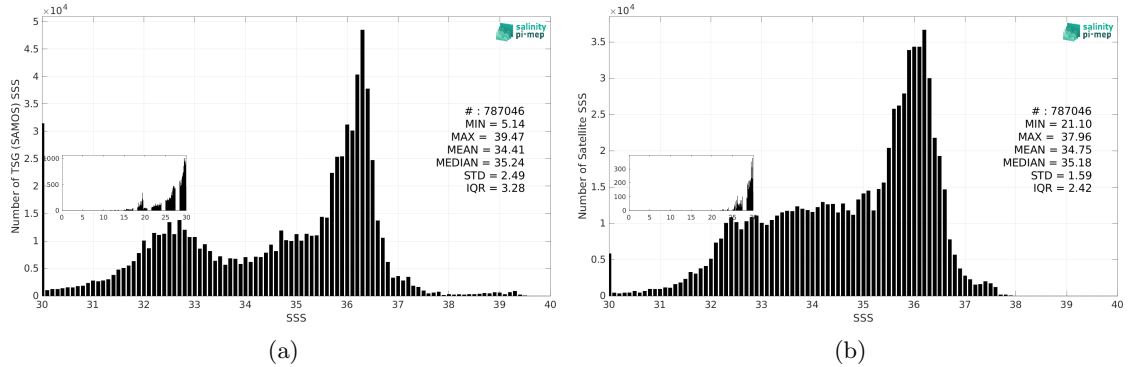 ×10⁴
5
4.5
4
3.5
3
2.5
2
1.5
1
0.5
0
Number of TSG (SAMOS) SSS
salinity
pi-mep
# : 787046
MIN = 5.14
MAX = 39.47
MEAN = 34.41
MEDIAN = 35.24
STD = 2.49
IQR = 3.28
1000
500
0
0 5 10 15 20 25 30
30 31 32 33 34 35 36 37 38 39 40
SSS
(a)
×10⁴
3.5
3
2.5
2
1.5
1
0.5
0
Number of Satellite SSS
salinity
pi-mep
# : 787046
MIN = 21.10
MAX = 37.96
MEAN = 34.75
MEDIAN = 35.18
STD = 1.59
IQR = 2.42
300
200
100
0
0 5 10 15 20 25 30
30 31 32 33 34 35 36 37 38 39 40
SSS
(b)